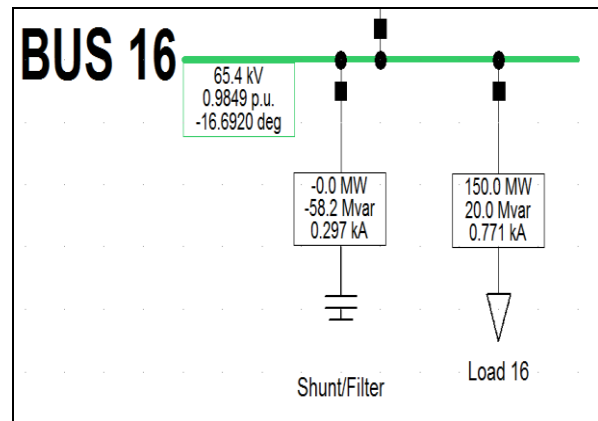 BUS 16
65.4 kV
0.9849 p.u.
-16.6920 deg
-0.0 MW
-58.2 Mvar
0.297 kA
150.0 MW
20.0 Mvar
0.771 kA
Shunt/Filter
Load 16